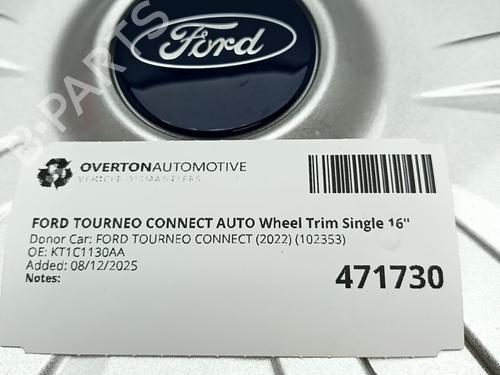 Ford
B-PARTS
OVERTONAUTOMOTIVE
VEHICLE DISMANTLERS
FORD TOURNEO CONNECT AUTO Wheel Trim Single 16"
Donor Car: FORD TOURNEO CONNECT (2022) (102353)
OE: KT1C1130AA
Added: 08/12/2025
Notes:
471730